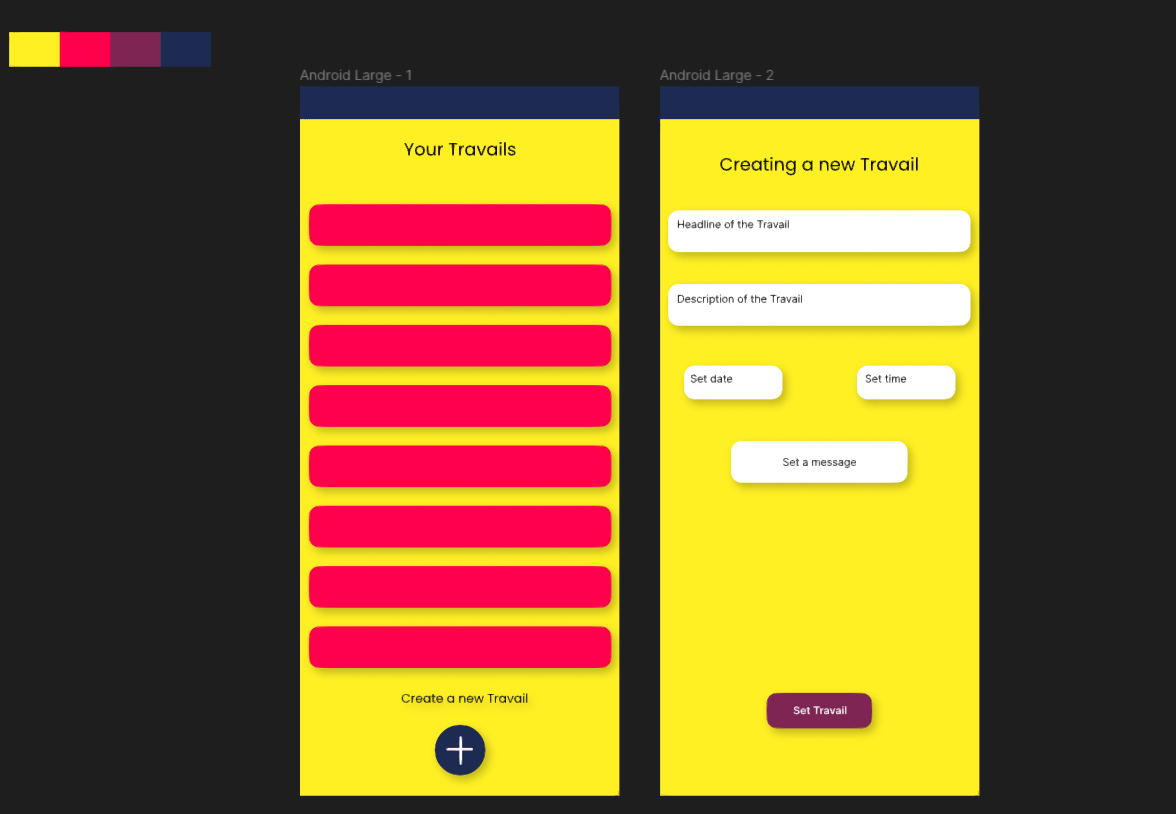 Android Large - 1
Your Travails
Create a new Travail
Android Large - 2
Creating a new Travail
Headline of the Travail
Description of the Travail
Set date
Set time
Set a message
Set Travail